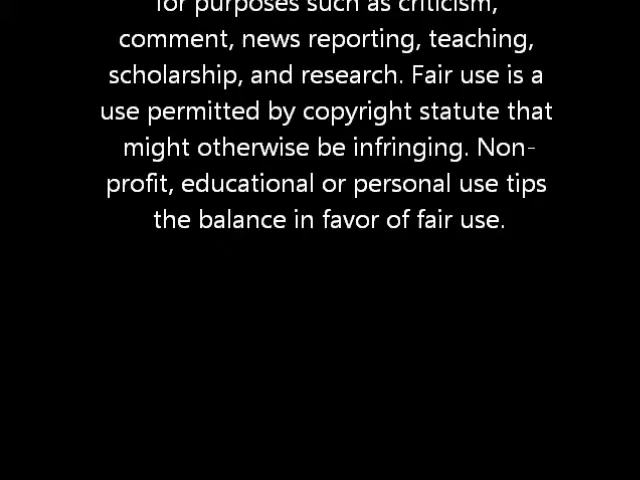 for purposes such as criticism,
comment, news reporting, teaching,
scholarship, and research. Fair use is a
use permitted by copyright statute that
might otherwise be infringing. Non-
profit, educational or personal use tips
the balance in favor of fair use.